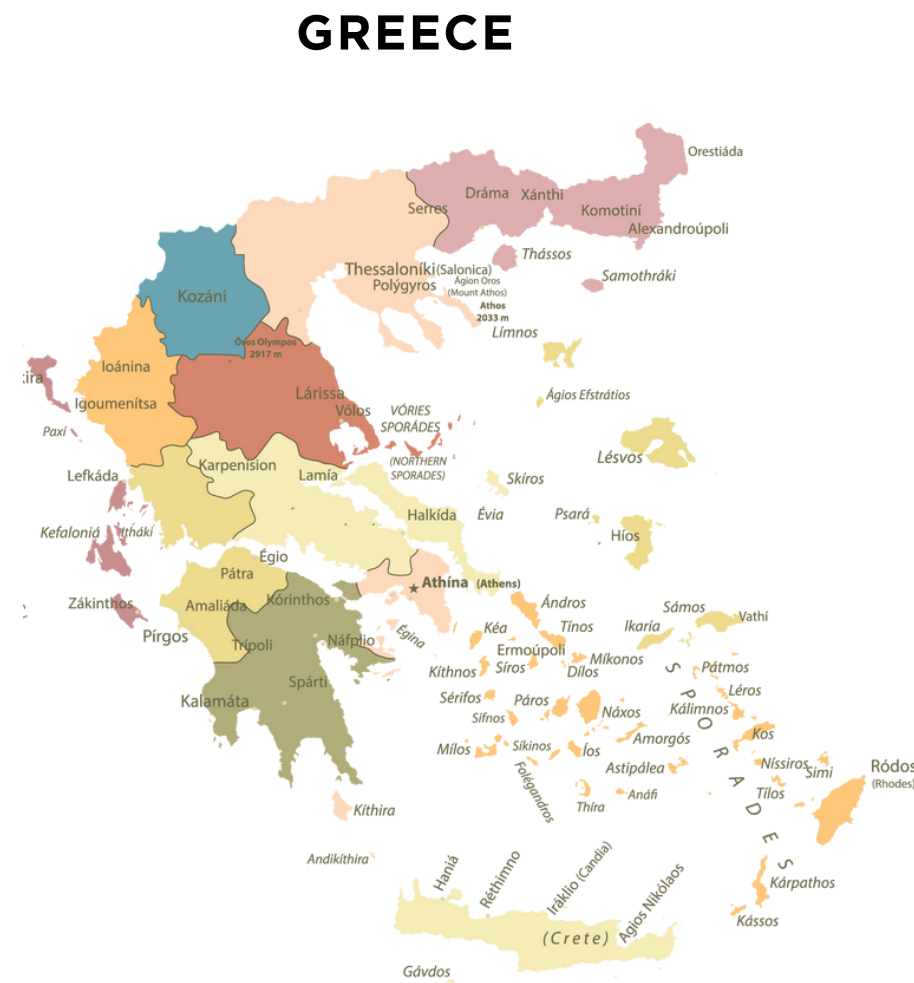 GREECE
Orestiáda
Dráma
Xánthi
Serres
Komotiní
Alexandroúpoli
Thássos
Thessaloníki (Salonica)
Polýgyros
Ágion Oros
(Mount Athos)
Samothráki
Kozáni
Athos
2033 m
Límnos
Óros Olympos
2917 m
Ioánina
ira
Igoumenítsa
Lárissa
Vólos
Ágios Efstrátios
VÓRIES
SPORÁDES
(NORTHERN
SPORADES)
Paxí
Lésvos
Karpenision
Lamía
Lefkáda
Skíros
Halkída
Évia
Psará
Kefaloniá
Itháki
Híos
Égio
Pátra
Athína (Athens)
Zákinthos
Amaliáda
Kórinthos
Ándros
Sámos
Vathí
Pírgos
Trípoli
Náfplio
Égina
Kéa
Tínos
Ikaría
Ermoúpoli
Míkonos
Kíthnos
Síros
Dílos
Pátmos
Spárti
Léros
Kalamáta
Sérifos
Páros
Náxos
Kálimnos
Sífnos
Amorgós
Kos
Mílos
Síkinos
Íos
Astipálea
Níssiros
Simi
Ródos
(Rhodes)
Folégandros
Thíra
Anáfi
Tílos
SPORADES
Kíthira
Andikíthira
Haniá
Réthimno
Iráklio (Candia)
Agios Nikólaos
Kárpathos
Kássos
(Crete)
Gávdos